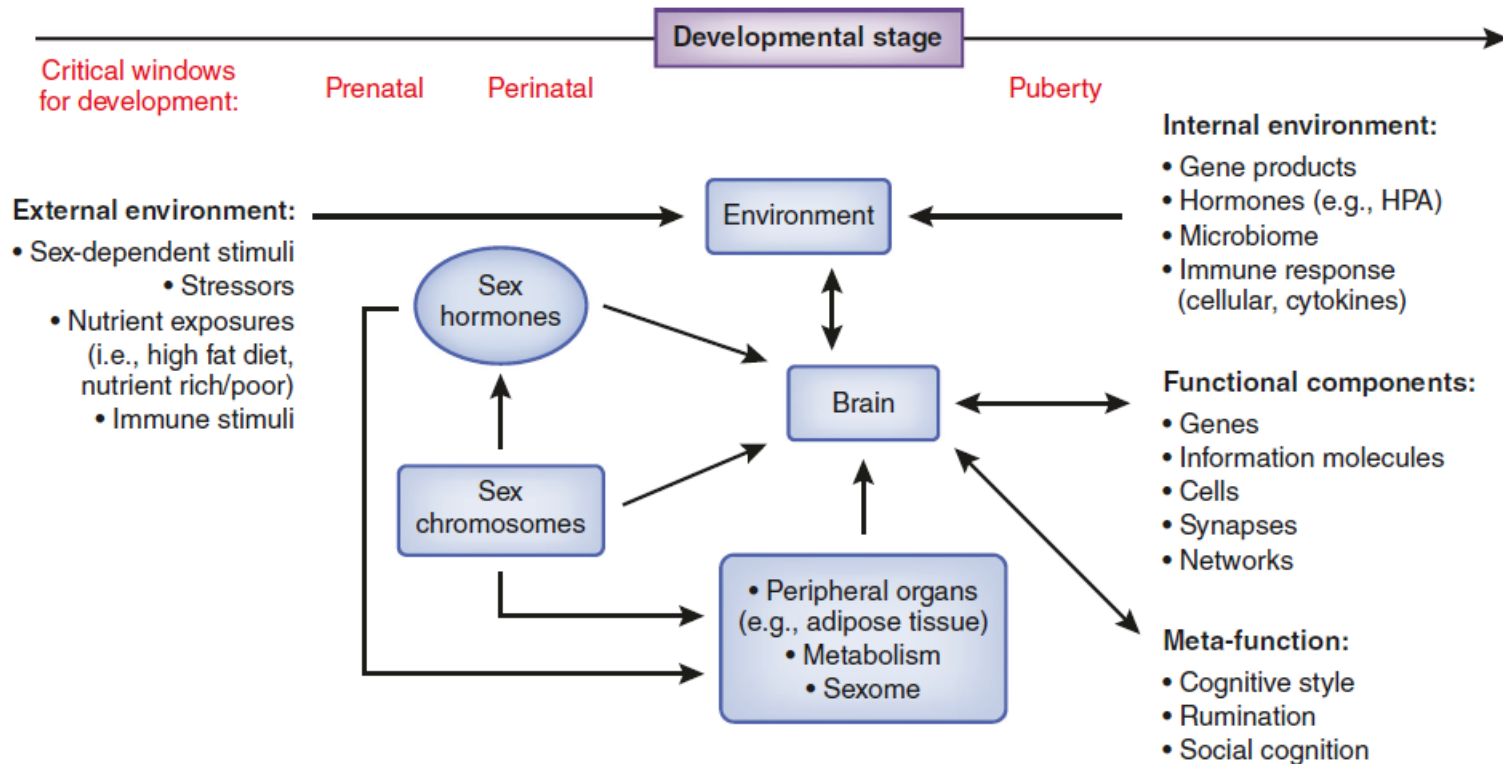 Developmental stage
Critical windows
for development:
Prenatal
Perinatal
Puberty
External environment:
• Sex-dependent stimuli
• Stressors
• Nutrient exposures
(i.e., high fat diet,
nutrient rich/poor)
• Immune stimuli
Environment
Internal environment:
• Gene products
• Hormones (e.g., HPA)
• Microbiome
• Immune response
(cellular, cytokines)
Sex
hormones
Brain
Functional components:
• Genes
• Information molecules
• Cells
• Synapses
• Networks
Sex
chromosomes
• Peripheral organs
(e.g., adipose tissue)
• Metabolism
• Sexome
Meta-function:
• Cognitive style
• Rumination
• Social cognition